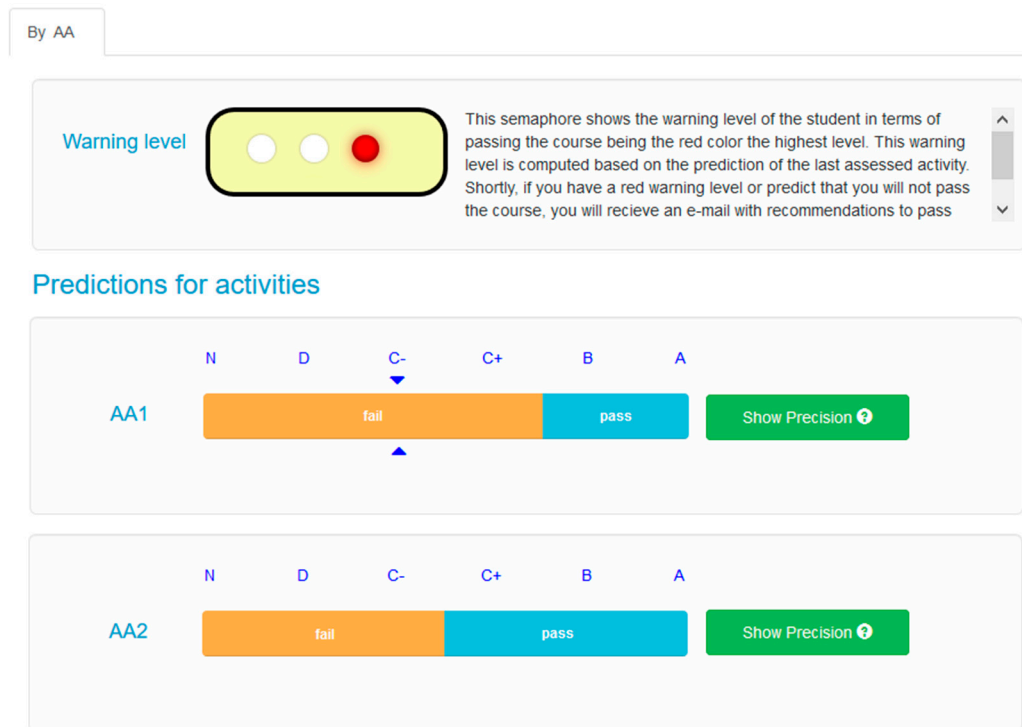 By AA
Warning level
This semaphore shows the warning level of the student in terms of
passing the course being the red color the highest level. This warning
level is computed based on the prediction of the last assessed activity.
Shortly, if you have a red warning level or predict that you will not pass
the course, you will recieve an e-mail with recommendations to pass
Predictions for activities
N D C- C+ B A
AA1 fail pass Show Precision ?
N D C- C+ B A
AA2 fail pass Show Precision ?